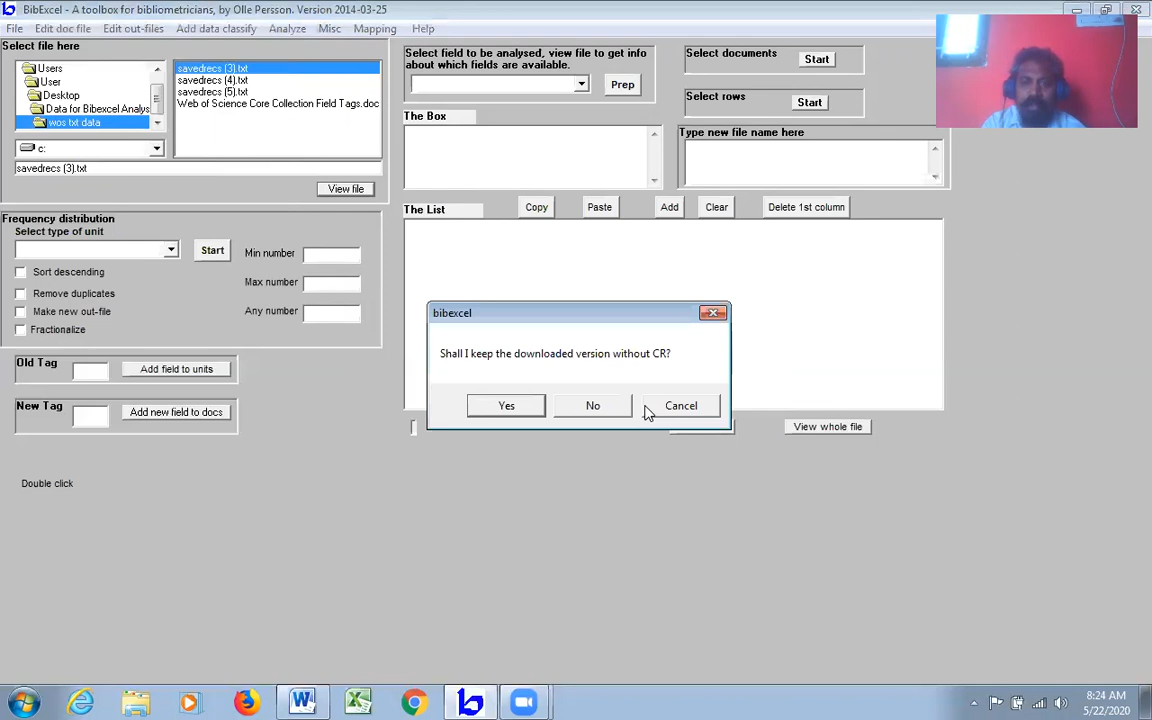 BibExcel - A toolbox for bibliometricians, by Olle Persson. Version 2014-03-25
File Edit doc file Edit out-files Add data classify Analyze Misc Mapping Help
Select file here
Users
User
Desktop
Data for Bibexcel Analys
wos txt data
c:
savedrecs (3).txt
savedrecs (4).txt
savedrecs (5).txt
Web of Science Core Collection Field Tags.doc
savedrecs (3).txt
View file
Select field to be analysed, view file to get info
about which fields are available.
Prep
Select documents
Start
Select rows
Start
The Box
Type new file name here
The List
Copy
Paste
Add
Clear
Delete 1st column
Frequency distribution
Select type of unit
Start
Sort descending
Remove duplicates
Make new out-file
Fractionalize
Min number
Max number
Any number
Old Tag
Add field to units
New Tag
Add new field to docs
bibexcel
Shall I keep the downloaded version without CR?
Yes
No
Cancel
View whole file
Double click
8:24 AM
5/22/2020